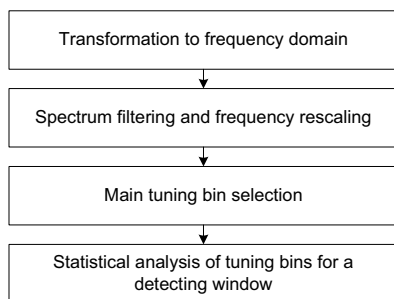 Transformation to frequency domain
Spectrum filtering and frequency rescaling
Main tuning bin selection
Statistical analysis of tuning bins for a
detecting window